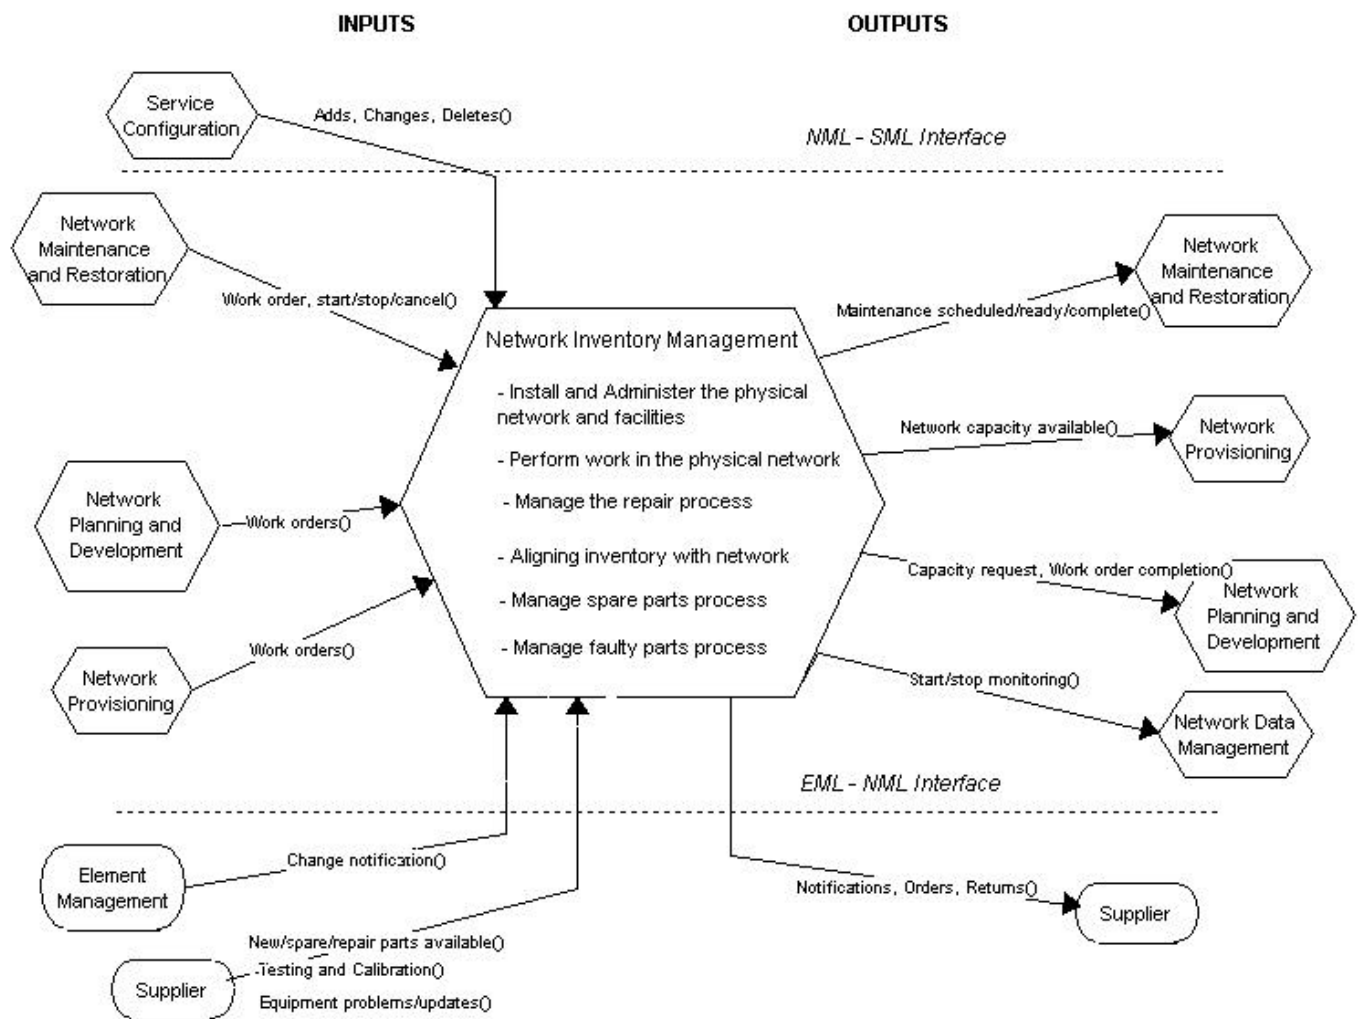 INPUTS
OUTPUTS
Service
Configuration
Adds, Changes, Deletes()
NML - SML Interface
Network
Maintenance
and Restoration
Work order, start/stop/cancel()
Network
Maintenance
and Restoration
Maintenance scheduled/ready/complete()
Network Inventory Management
- Install and Administer the physical
network and facilities
- Perform work in the physical network
- Manage the repair process
- Aligning inventory with network
- Manage spare parts process
- Manage faulty parts process
Network capacity available()
Network
Provisioning
Network
Planning and
Development
Work orders()
Capacity request, Work order completion()
Network
Planning and
Development
Work orders()
Network
Provisioning
Start/stop monitoring()
Network Data
Management
EML - NML Interface
Element
Management
Change notification()
Notifications, Orders, Returns()
Supplier
New/spare/repair parts available()
Testing and Calibration()
Equipment problems/updates()
Supplier